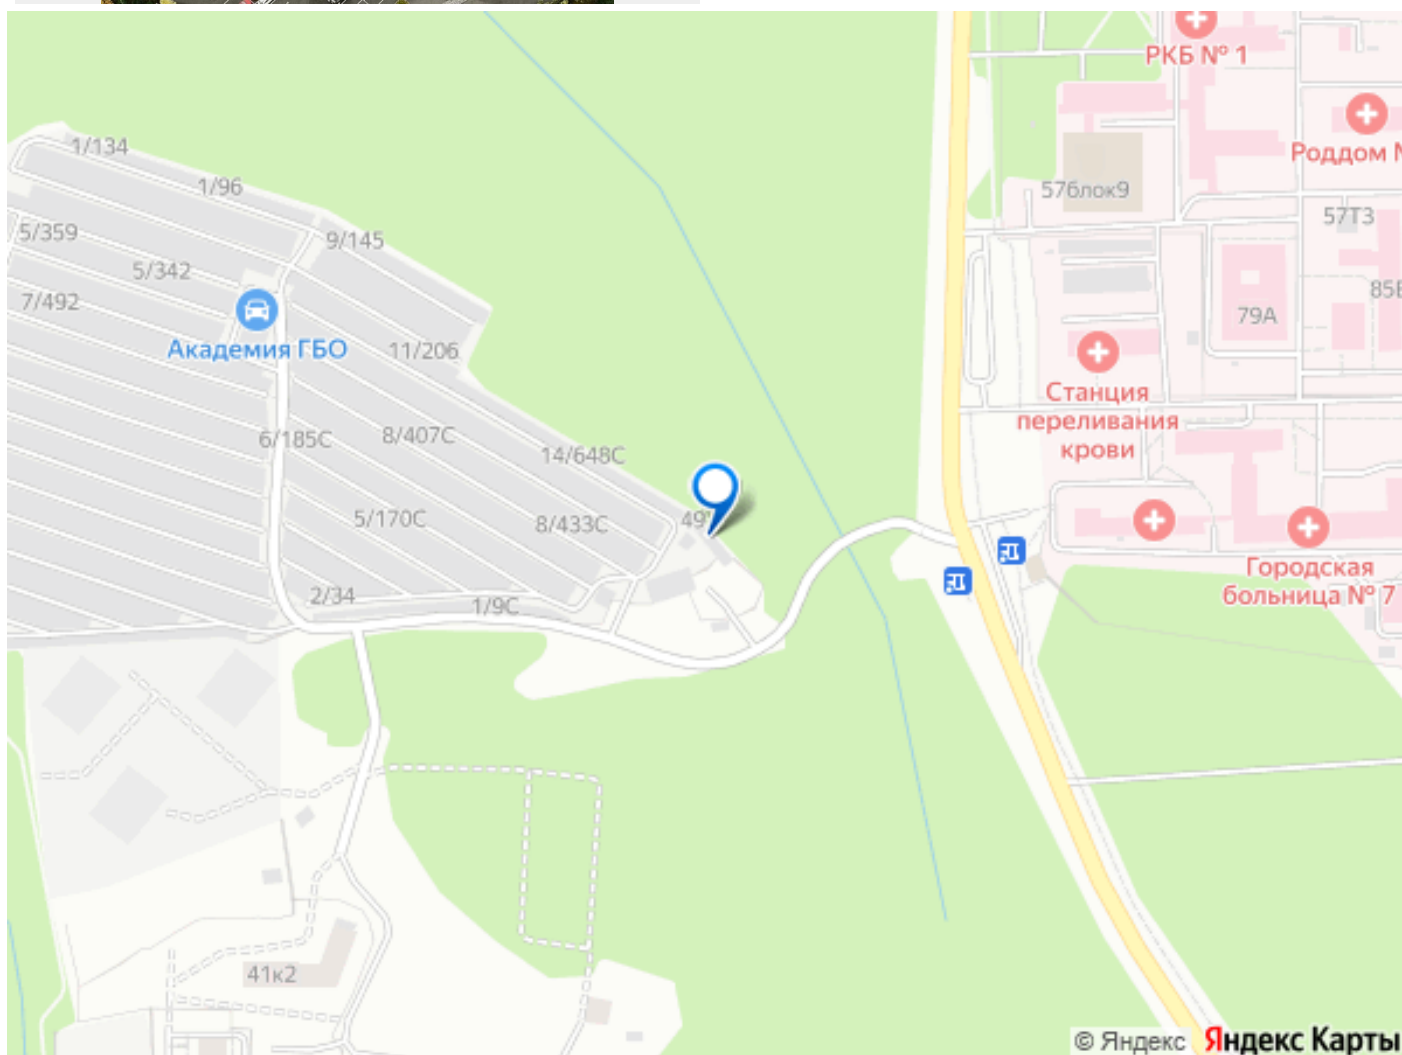 РКБ № 1
Роддом №
1/134
1/96
57блок9
57Т3
5/359
9/145
5/342
7/492
85Б
79А
Академия ГБО
11/206
Станция
переливания
крови
6/185С
8/407С
14/648С
5/170С
8/433С
49
Городская
больница № 7
2/34
1/9С
41к2
© Яндекс Яндекс Карты